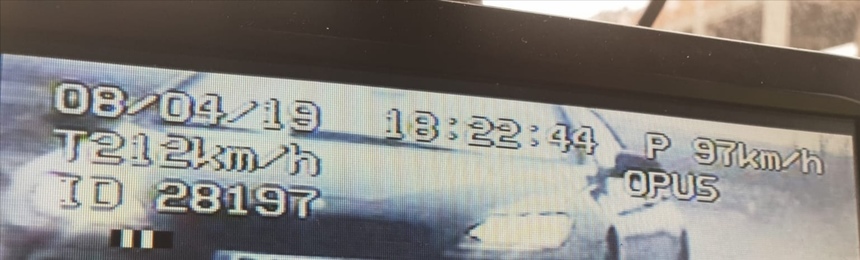 08/04/19 18:22:44 P 97km/h
T212km/h OPUS
ID 28197